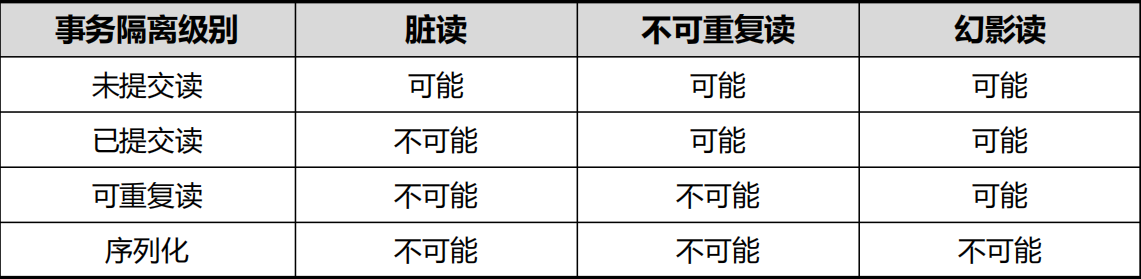 事务隔离级别 脏读 不可重复读 幻影读
未提交读 可能 可能 可能
已提交读 不可能 可能 可能
可重复读 不可能 不可能 可能
序列化 不可能 不可能 不可能